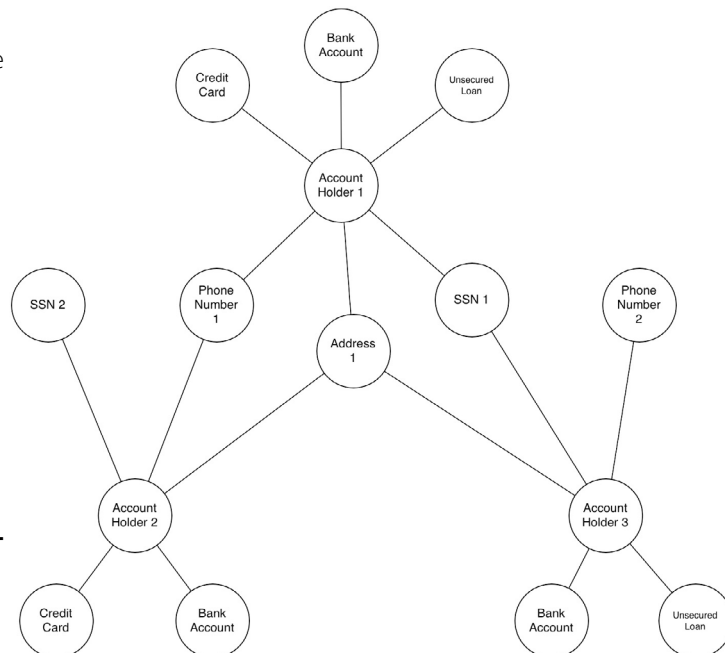 Bank
Account
Credit
Card
Unsecured
Loan
e
Account
Holder 1
SSN 2
Phone
Number
1
SSN 1
Phone
Number
2
Address
1
Account
Holder 2
Account
Holder 3
Credit
Card
Bank
Account
Bank
Account
Unsecured
Loan